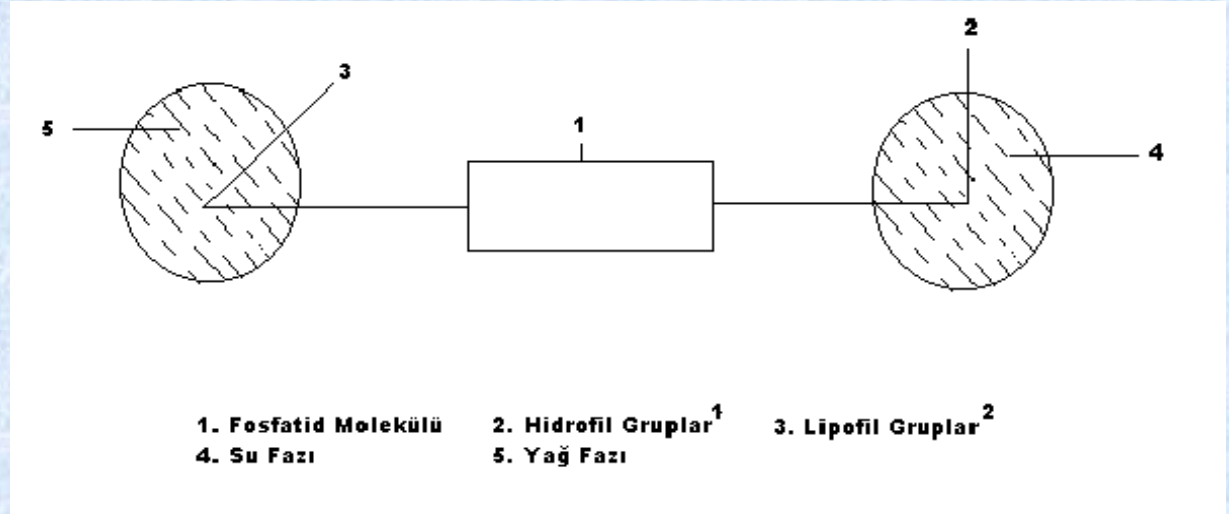 2
3
5
1
4
1. Fosfatid Molekülü 2. Hidrofil Gruplar¹ 3. Lipofil Gruplar²
4. Su Fazı 5. Yağ Fazı